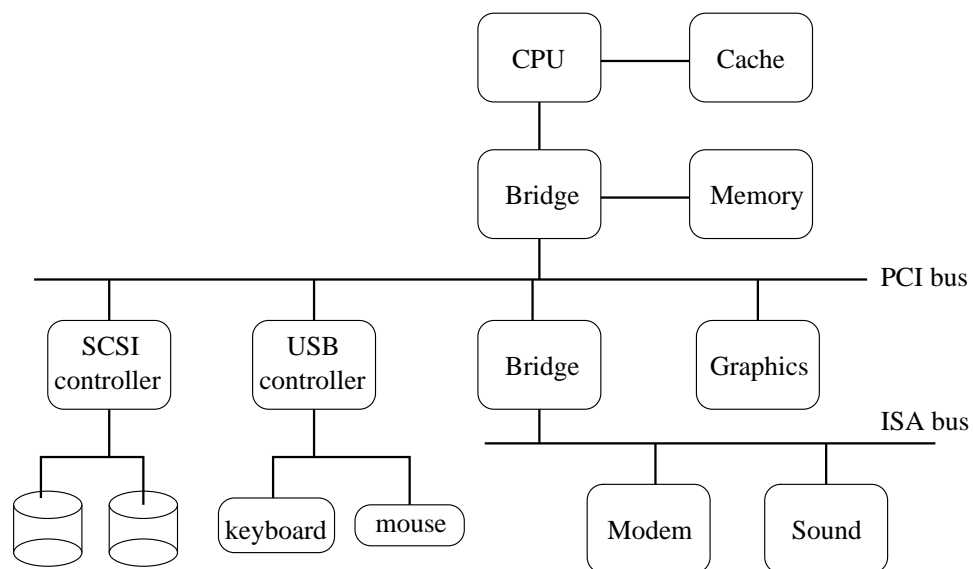 CPU
Cache
Bridge
Memory
PCI bus
SCSI
controller
USB
controller
Bridge
Graphics
ISA bus
keyboard
mouse
Modem
Sound